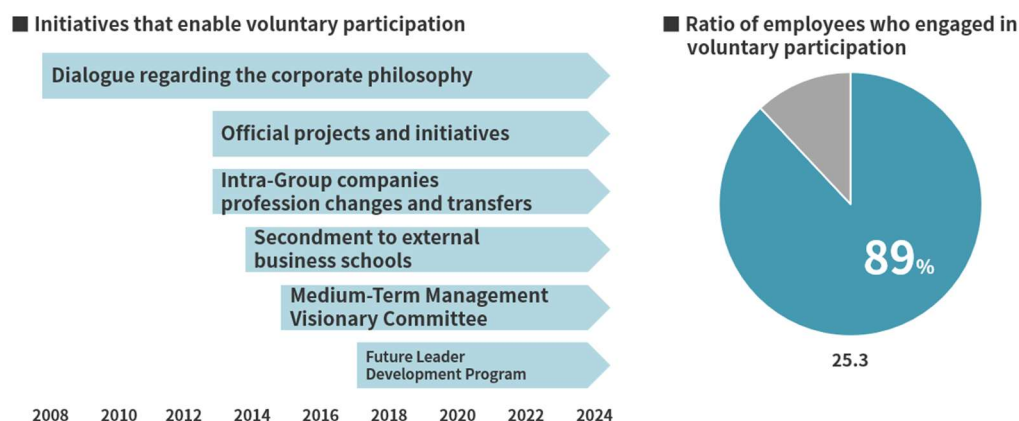 ■ Initiatives that enable voluntary participation
Dialogue regarding the corporate philosophy
Official projects and initiatives
Intra-Group companies
profession changes and transfers
Secondment to external
business schools
Medium-Term Management
Visionary Committee
Future Leader
Development Program
2008 2010 2012 2014 2016 2018 2020 2022 2024
■ Ratio of employees who engaged in
voluntary participation
89%
25.3